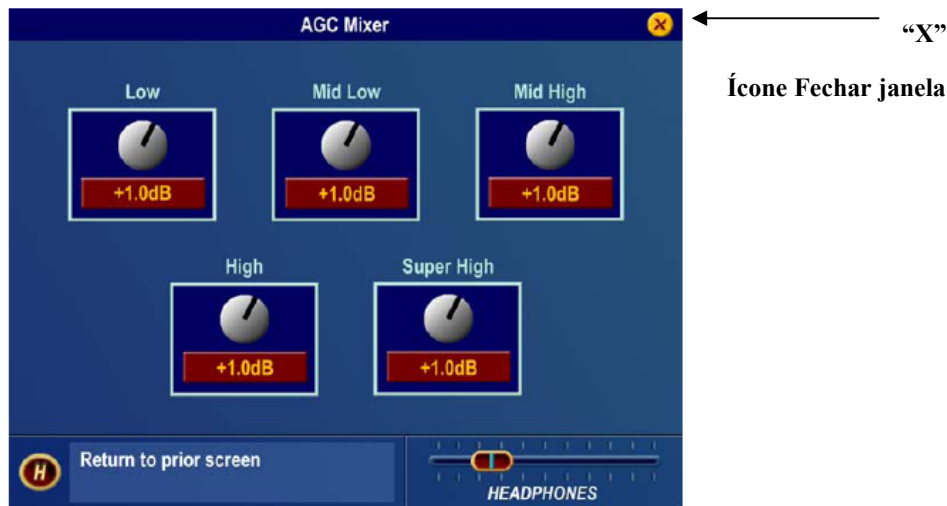 AGC Mixer
“X”
Ícone Fechar janela
Low
Mid Low
Mid High
+1.0dB
+1.0dB
+1.0dB
High
Super High
+1.0dB
+1.0dB
H
Return to prior screen
HEADPHONES